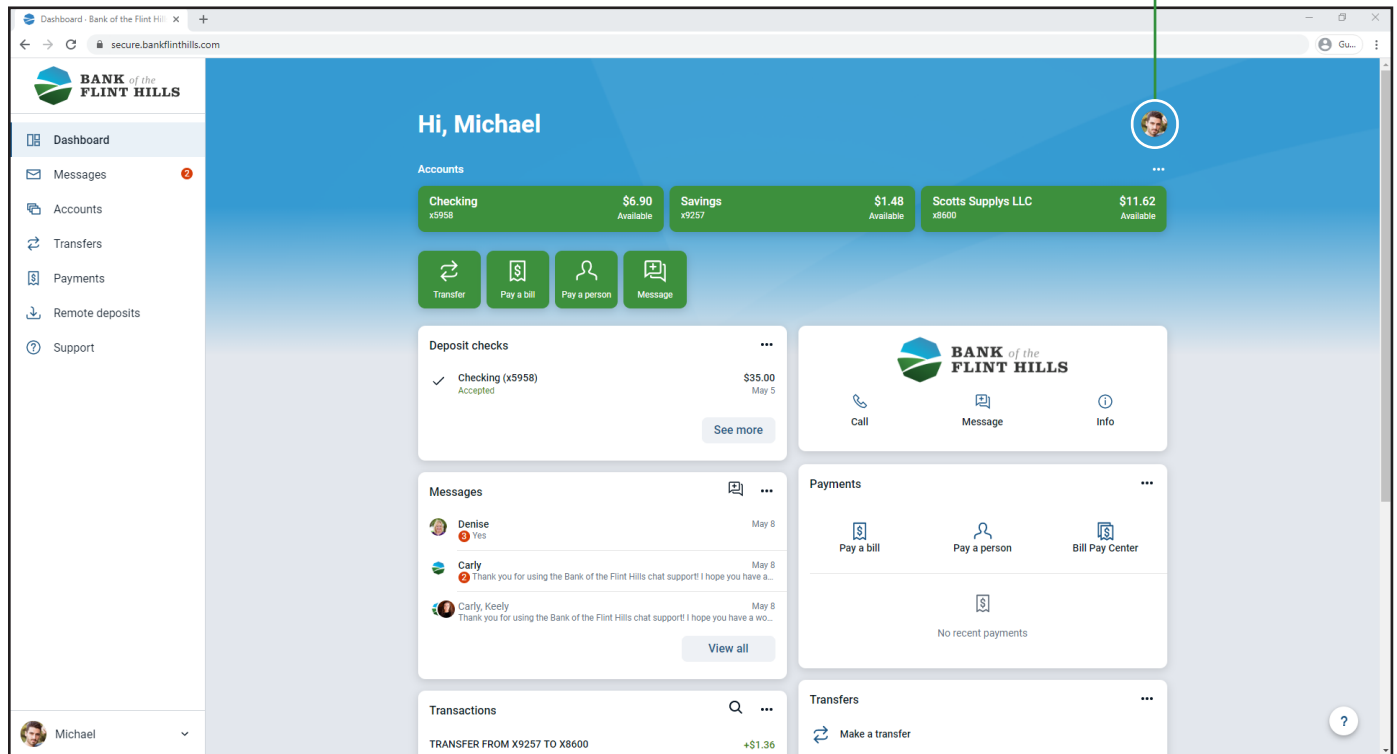 Dashboard - Bank of the Flint Hil
secure.bankflinthills.com
Gu...
BANK of the
FLINT HILLS
Dashboard
Messages 2
Accounts
Transfers
Payments
Remote deposits
Support
Michael
Hi, Michael
Accounts
Checking $6.90
x5958 Available
Savings $1.48
x9257 Available
Scotts Supplys LLC $11.62
x8600 Available
Transfer
Pay a bill
Pay a person
Message
Deposit checks
Checking (x5958) $35.00
Accepted May 5
See more
Messages
Denise May 8
3 Yes
Carly May 8
2 Thank you for using the Bank of the Flint Hills chat support! I hope you have a...
Carly, Keely May 8
Thank you for using the Bank of the Flint Hills chat support! I hope you have a wo...
View all
Transactions
TRANSFER FROM X9257 TO X8600 +$1.36
BANK of the
FLINT HILLS
Call
Message
Info
Payments
Pay a bill
Pay a person
Bill Pay Center
No recent payments
Transfers
Make a transfer
?